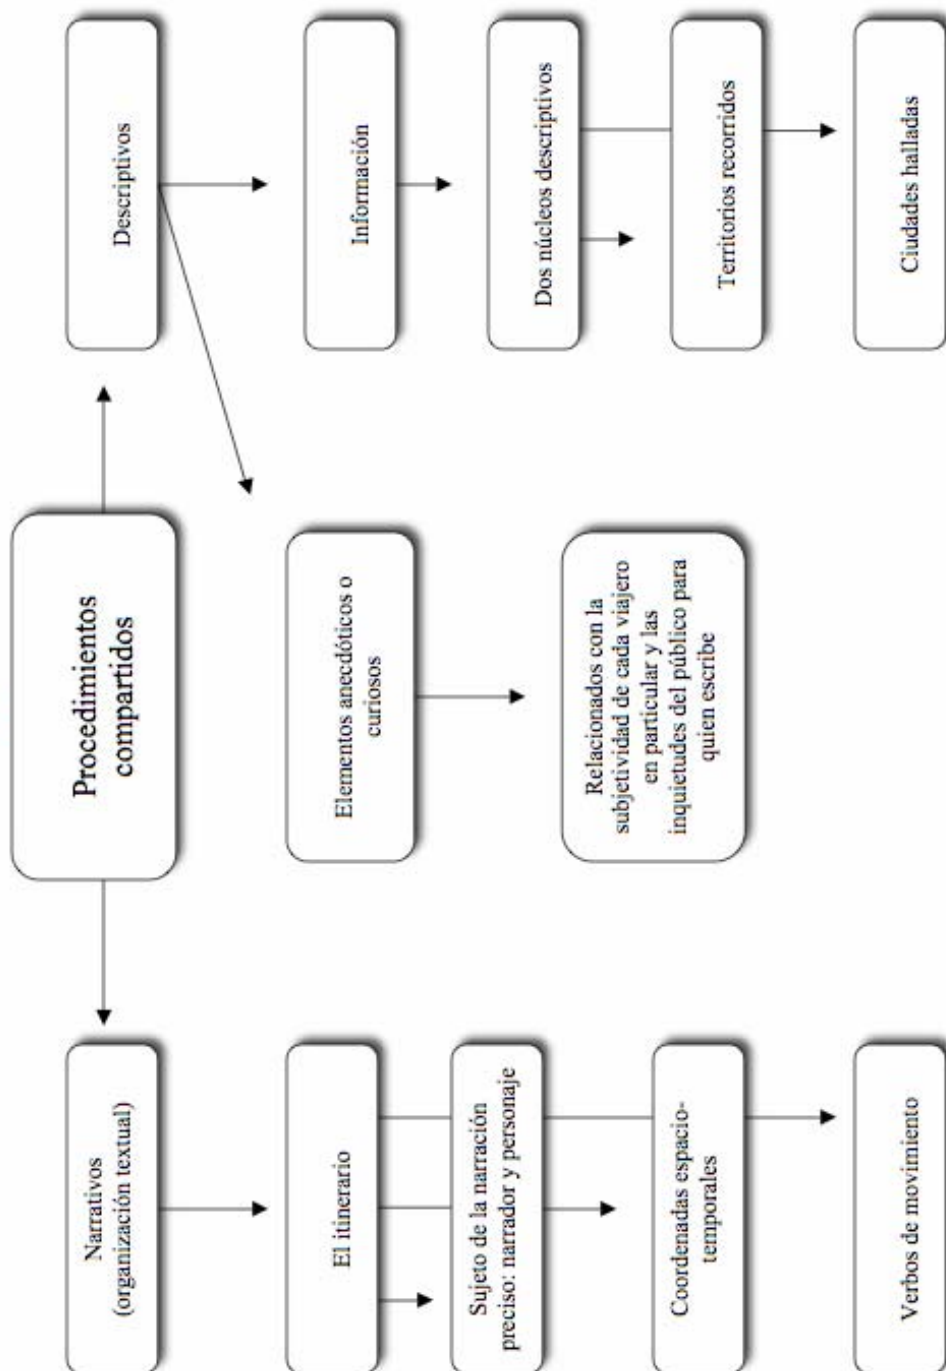 Procedimientos
compartidos
Narrativos
(organización textual)
El itinerario
Sujeto de la narración
preciso: narrador y personaje
Coordenadas espacio-
temporales
Verbos de movimiento
Elementos anecdóticos o
curiosos
Relacionados con la
subjetividad de cada viajero
en particular y las
inquietudes del público para
quien escribe
Descriptivos
Información
Dos núcleos descriptivos
Territorios recorridos
Ciudades halladas